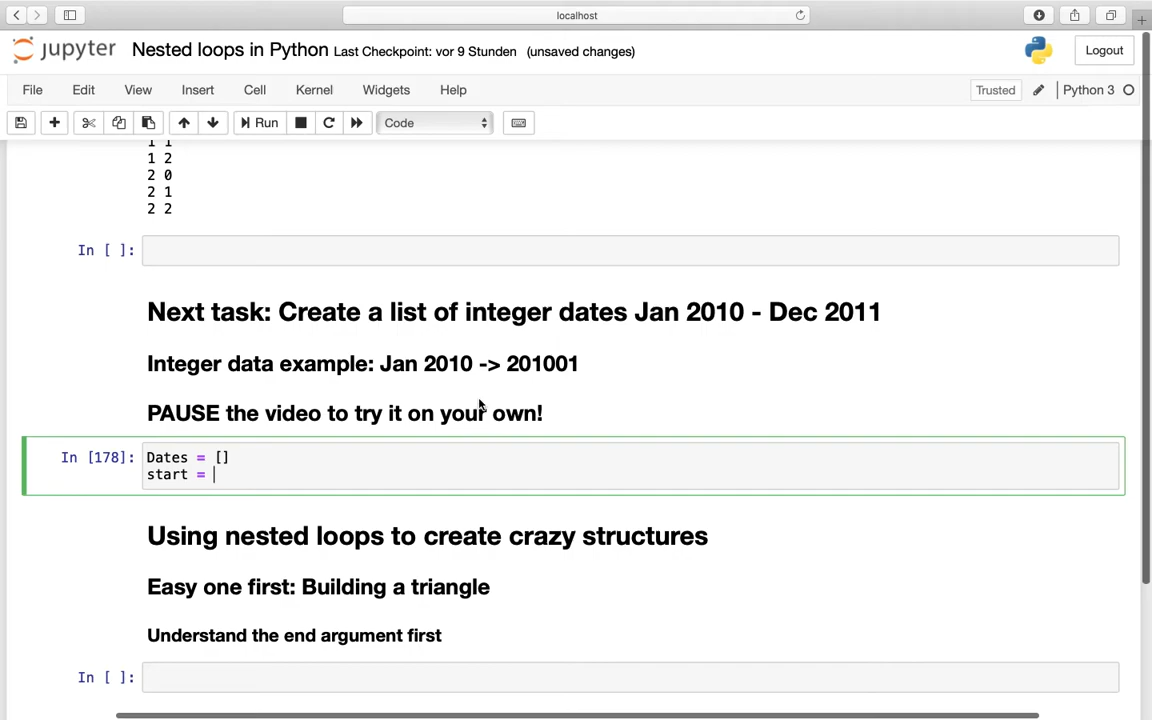 localhost
jupyter Nested loops in Python Last Checkpoint: vor 9 Stunden (unsaved changes)
Logout
File Edit View Insert Cell Kernel Widgets Help
Trusted Python 3
Run Code
1 1
1 2
2 0
2 1
2 2
In [ ]:
Next task: Create a list of integer dates Jan 2010 - Dec 2011
Integer data example: Jan 2010 -> 201001
PAUSE the video to try it on your own!
In [178]: Dates = []
start =
Using nested loops to create crazy structures
Easy one first: Building a triangle
Understand the end argument first
In [ ]: